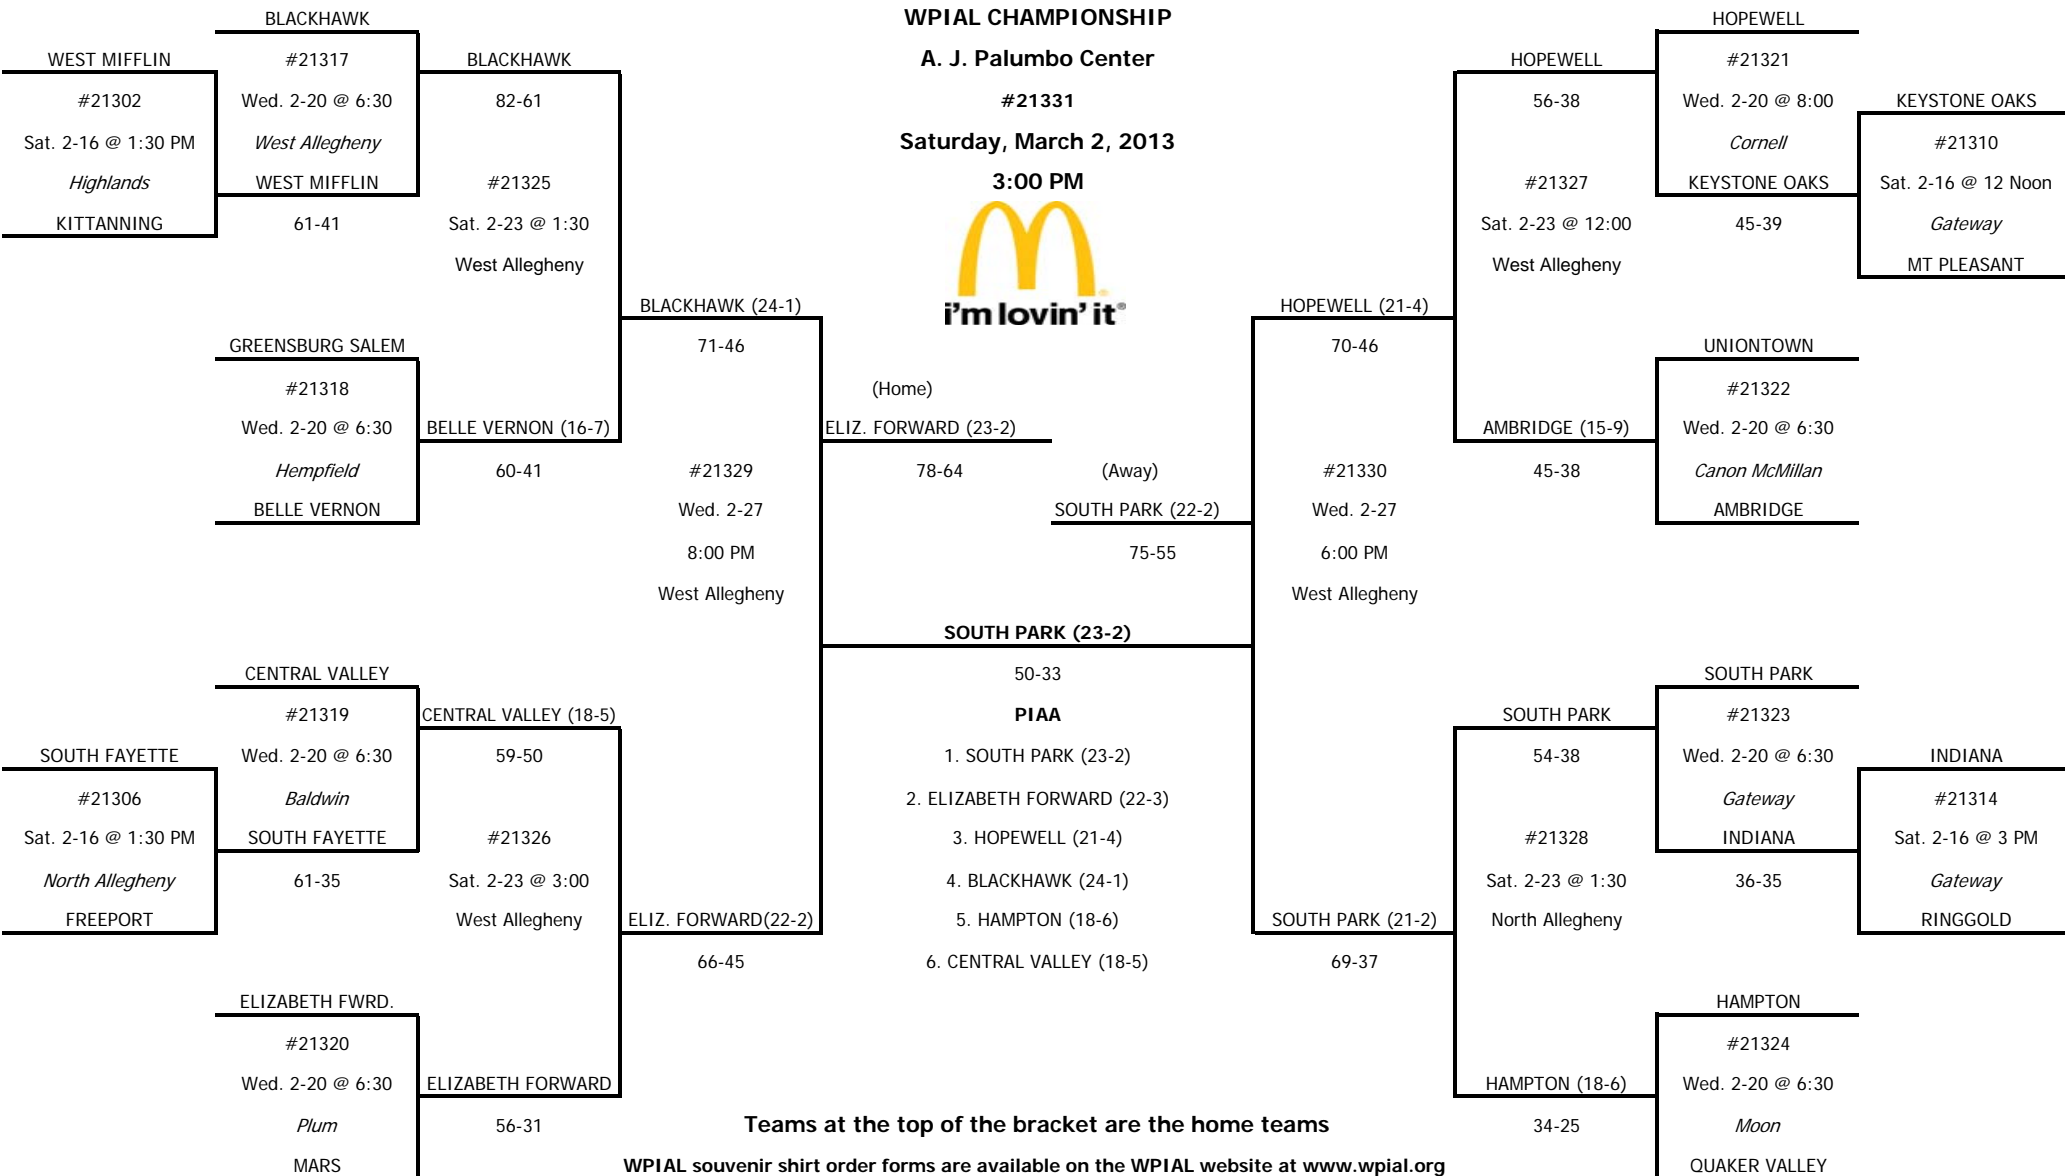 BLACKHAWK
WEST MIFFLIN
#21317
BLACKHAWK
#21302
Wed. 2-20 @ 6:30
82-61
Sat. 2-16 @ 1:30 PM
West Allegheny
Highlands
WEST MIFFLIN
#21325
KITTANNING
61-41
Sat. 2-23 @ 1:30
West Allegheny
BLACKHAWK (24-1)
GREENSBURG SALEM
71-46
#21318
(Home)
Wed. 2-20 @ 6:30
BELLE VERNON (16-7)
ELIZ. FORWARD (23-2)
Hempfield
60-41
#21329
78-64
BELLE VERNON
Wed. 2-27
8:00 PM
West Allegheny
CENTRAL VALLEY
#21319
CENTRAL VALLEY (18-5)
SOUTH FAYETTE
Wed. 2-20 @ 6:30
59-50
#21306
Baldwin
Sat. 2-16 @ 1:30 PM
SOUTH FAYETTE
#21326
North Allegheny
61-35
Sat. 2-23 @ 3:00
FREEPORT
West Allegheny
ELIZ. FORWARD(22-2)
66-45
ELIZABETH FWRD.
#21320
Wed. 2-20 @ 6:30
ELIZABETH FORWARD
Plum
56-31
MARS
WPIAL CHAMPIONSHIP
A. J. Palumbo Center
#21331
Saturday, March 2, 2013
3:00 PM
i'm lovin' it®
(Away)
SOUTH PARK (22-2)
75-55
SOUTH PARK (23-2)
50-33
PIAA
1. SOUTH PARK (23-2)
2. ELIZABETH FORWARD (22-3)
3. HOPEWELL (21-4)
4. BLACKHAWK (24-1)
5. HAMPTON (18-6)
6. CENTRAL VALLEY (18-5)
Teams at the top of the bracket are the home teams
WPIAL souvenir shirt order forms are available on the WPIAL website at www.wpial.org
HOPEWELL
HOPEWELL
#21321
56-38
Wed. 2-20 @ 8:00
KEYSTONE OAKS
Cornell
#21310
#21327
KEYSTONE OAKS
Sat. 2-16 @ 12 Noon
Sat. 2-23 @ 12:00
45-39
Gateway
West Allegheny
MT PLEASANT
HOPEWELL (21-4)
70-46
UNIONTOWN
#21322
AMBRIDGE (15-9)
Wed. 2-20 @ 6:30
#21330
45-38
Canon McMillan
Wed. 2-27
AMBRIDGE
6:00 PM
West Allegheny
SOUTH PARK
SOUTH PARK
#21323
54-38
Wed. 2-20 @ 6:30
INDIANA
Gateway
#21314
#21328
INDIANA
Sat. 2-16 @ 3 PM
Sat. 2-23 @ 1:30
36-35
Gateway
SOUTH PARK (21-2)
North Allegheny
RINGGOLD
69-37
HAMPTON
#21324
HAMPTON (18-6)
Wed. 2-20 @ 6:30
34-25
Moon
QUAKER VALLEY